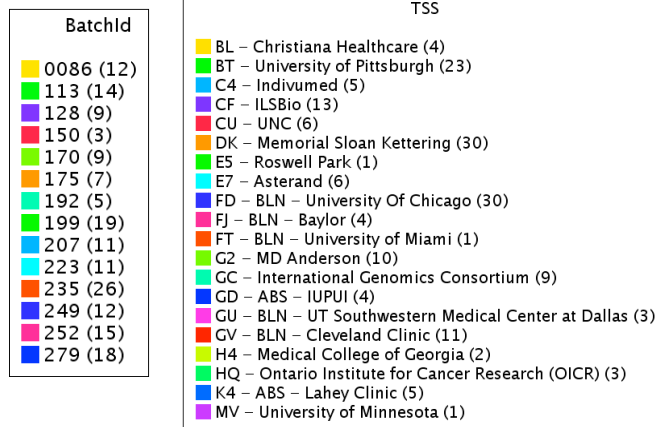 BatchId
0086 (12)
113 (14)
128 (9)
150 (3)
170 (9)
175 (7)
192 (5)
199 (19)
207 (11)
223 (11)
235 (26)
249 (12)
252 (15)
279 (18)
TSS
BL – Christiana Healthcare (4)
BT – University of Pittsburgh (23)
C4 – Indivumed (5)
CF – ILSBio (13)
CU – UNC (6)
DK – Memorial Sloan Kettering (30)
E5 – Roswell Park (1)
E7 – Asterand (6)
FD – BLN – University Of Chicago (30)
FJ – BLN – Baylor (4)
FT – BLN – University of Miami (1)
G2 – MD Anderson (10)
GC – International Genomics Consortium (9)
GD – ABS – IUPUI (4)
GU – BLN – UT Southwestern Medical Center at Dallas (3)
GV – BLN – Cleveland Clinic (11)
H4 – Medical College of Georgia (2)
HQ – Ontario Institute for Cancer Research (OICR) (3)
K4 – ABS – Lahey Clinic (5)
MV – University of Minnesota (1)